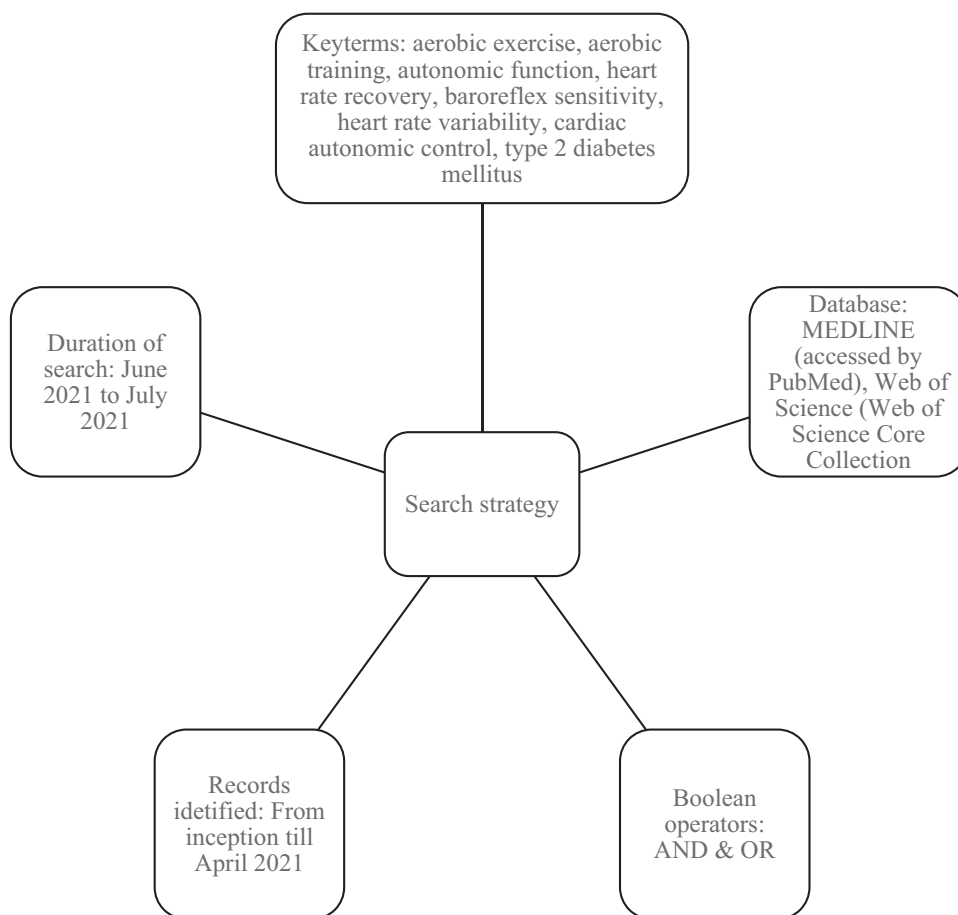 Keyterms: aerobic exercise, aerobic
training, autonomic function, heart
rate recovery, baroreflex sensitivity,
heart rate variability, cardiac
autonomic control, type 2 diabetes
mellitus
Duration of
search: June
2021 to July
2021
Database:
MEDLINE
(accessed by
PubMed), Web of
Science (Web of
Science Core
Collection
Search strategy
Records
idetified: From
inception till
April 2021
Boolean
operators:
AND & OR